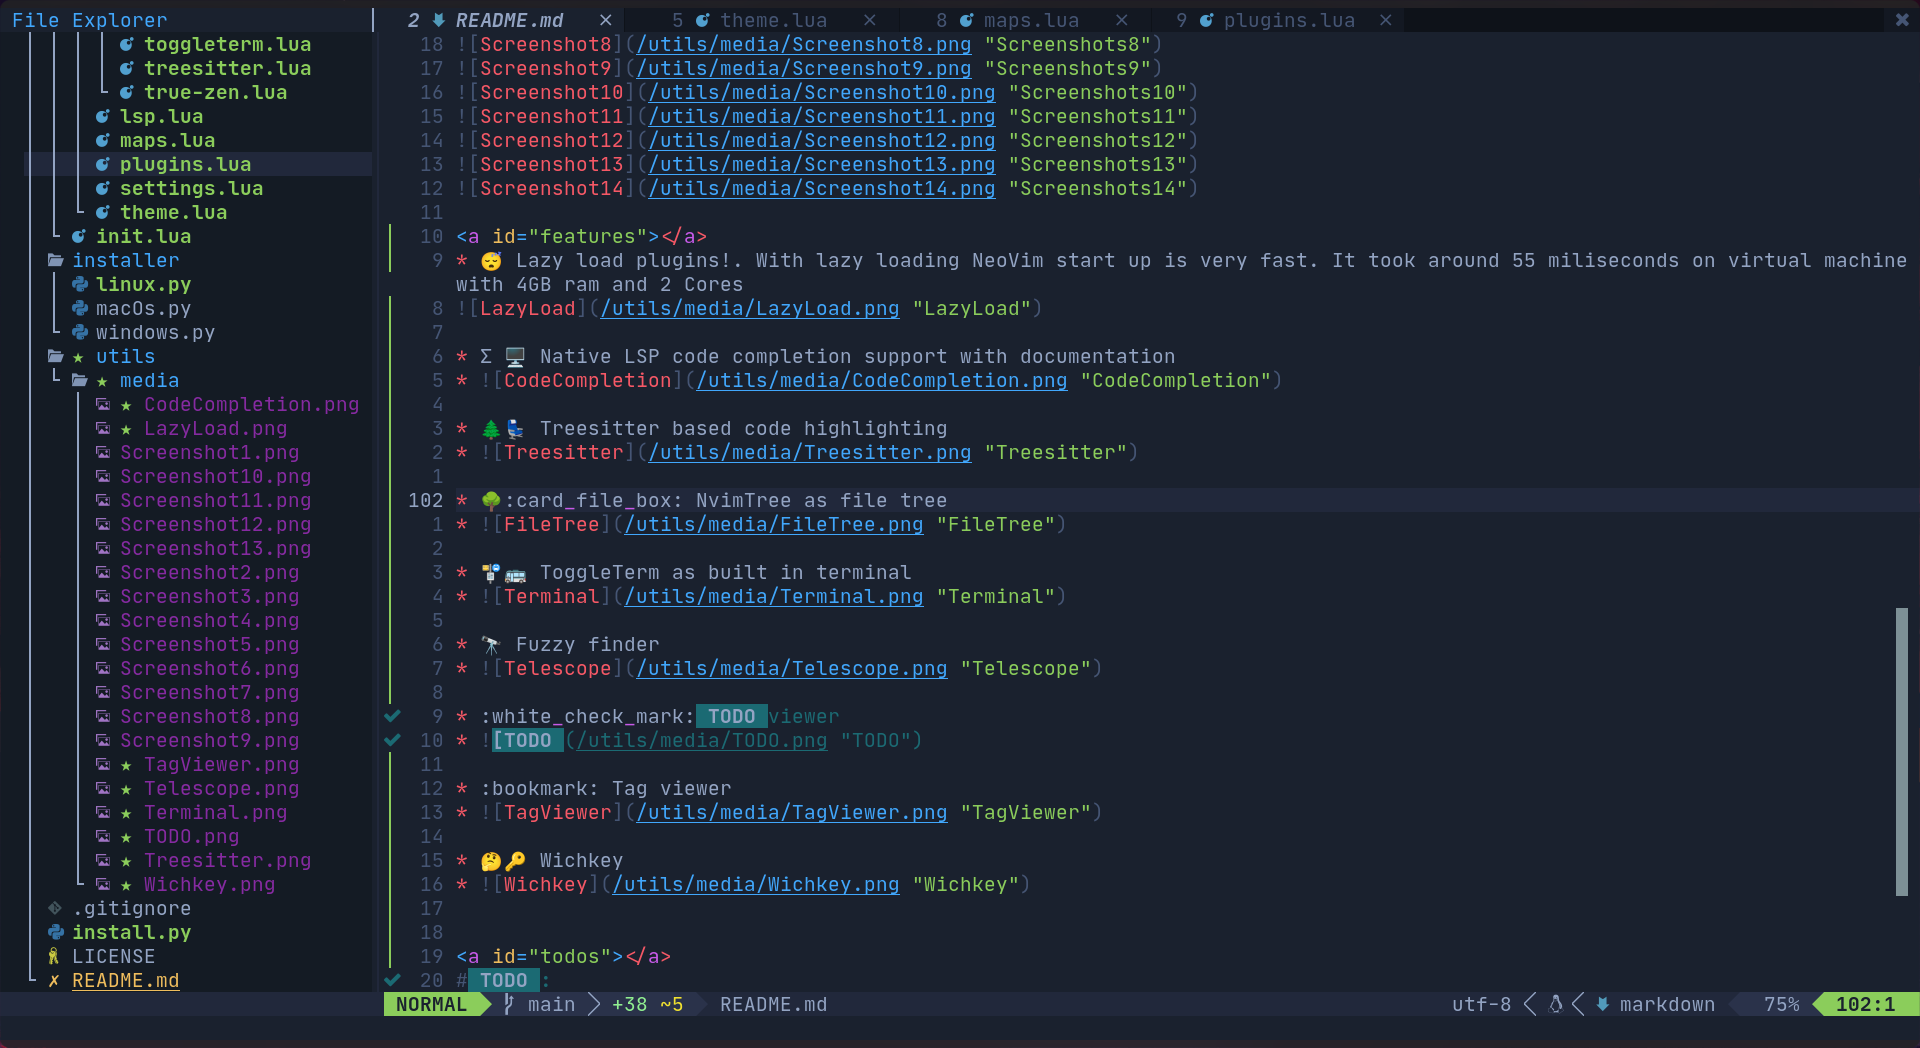 File Explorer
toggleterm.lua
treesitter.lua
true-zen.lua
lsp.lua
maps.lua
plugins.lua
settings.lua
theme.lua
init.lua
installer
linux.py
macOs.py
windows.py
★ utils
★ media
★ CodeCompletion.png
★ LazyLoad.png
Screenshot1.png
Screenshot10.png
Screenshot11.png
Screenshot12.png
Screenshot13.png
Screenshot2.png
Screenshot3.png
Screenshot4.png
Screenshot5.png
Screenshot6.png
Screenshot7.png
Screenshot8.png
Screenshot9.png
★ TagViewer.png
★ Telescope.png
★ Terminal.png
★ TODO.png
★ Treesitter.png
★ Wichkey.png
.gitignore
install.py
LICENSE
✗ README.md
2 README.md × 5 theme.lua × 8 maps.lua × 9 plugins.lua ×
18 ![Screenshot8](/utils/media/Screenshot8.png "Screenshots8")
17 ![Screenshot9](/utils/media/Screenshot9.png "Screenshots9")
16 ![Screenshot10](/utils/media/Screenshot10.png "Screenshots10")
15 ![Screenshot11](/utils/media/Screenshot11.png "Screenshots11")
14 ![Screenshot12](/utils/media/Screenshot12.png "Screenshots12")
13 ![Screenshot13](/utils/media/Screenshot13.png "Screenshots13")
12 ![Screenshot14](/utils/media/Screenshot14.png "Screenshots14")
11
10 <a id="features"></a>
9 * 😴 Lazy load plugins!. With lazy loading NeoVim start up is very fast. It took around 55 miliseconds on virtual machine
with 4GB ram and 2 Cores
8 ![LazyLoad](/utils/media/LazyLoad.png "LazyLoad")
7
6 * Σ 🖥️ Native LSP code completion support with documentation
5 * ![CodeCompletion](/utils/media/CodeCompletion.png "CodeCompletion")
4
3 * 🌲💺 Treesitter based code highlighting
2 * ![Treesitter](/utils/media/Treesitter.png "Treesitter")
1
102 * 🌳:card_file_box: NvimTree as file tree
1 * ![FileTree](/utils/media/FileTree.png "FileTree")
2
3 * 🚏🚌 ToggleTerm as built in terminal
4 * ![Terminal](/utils/media/Terminal.png "Terminal")
5
6 * 🔭 Fuzzy finder
7 * ![Telescope](/utils/media/Telescope.png "Telescope")
8
9 * :white_check_mark: TODO viewer
10 * ![TODO (/utils/media/TODO.png "TODO")
11
12 * :bookmark: Tag viewer
13 * ![TagViewer](/utils/media/TagViewer.png "TagViewer")
14
15 * 🤔🔑 Wichkey
16 * ![Wichkey](/utils/media/Wichkey.png "Wichkey")
17
18
19 <a id="todos"></a>
20 # TODO :
NORMAL main +38 ~5 README.md utf-8 markdown 75% 102:1